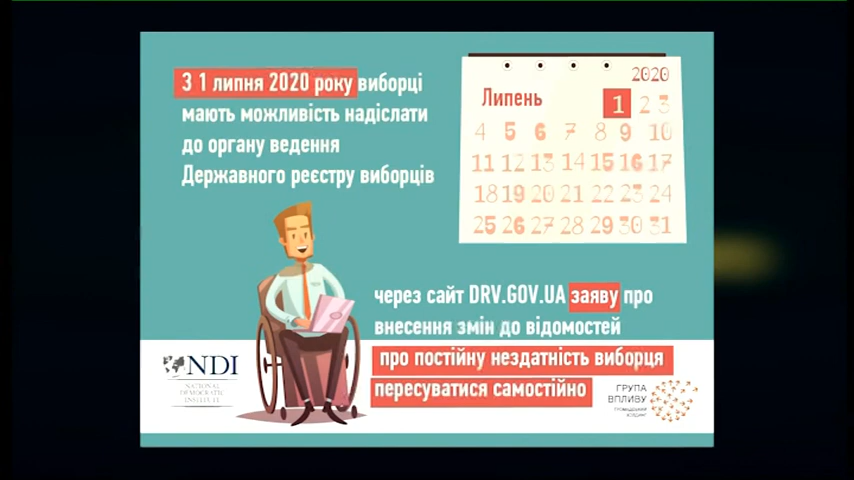 З 1 липня 2020 року виборці
мають можливість надіслати
до органу ведення
Державного реєстру виборців
2020
Липень
1 2 3
4 5 6 7 8 9 10
11 12 13 14 15 16 17
18 19 20 21 22 23 24
25 26 27 28 29 30 31
через сайт DRV.GOV.UA заяву про
внесення змін до відомостей
про постійну нездатність виборця
пересуватися самостійно
NDI
NATIONAL
DEMOCRATIC
INSTITUTE
ГРУПА
ВПЛИВУ
ГРОМАДСЬКИЙ
ХОЛДИНГ